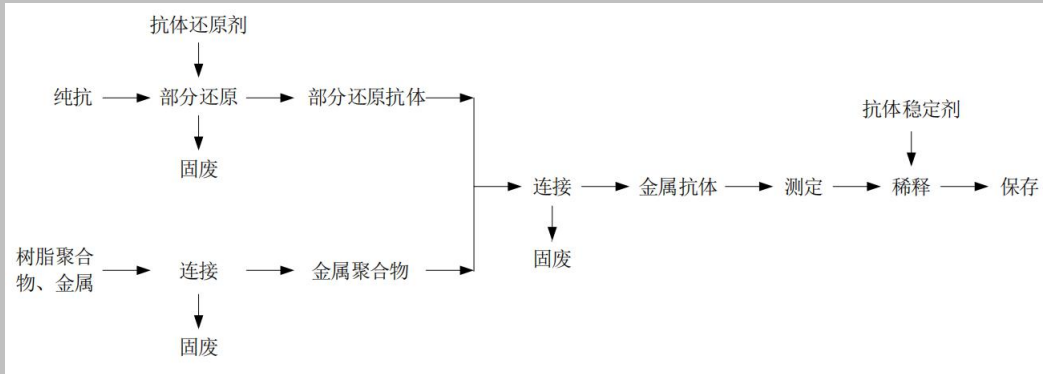 抗体还原剂
纯抗
部分还原
部分还原抗体
固废
抗体稳定剂
连接
金属抗体
测定
稀释
保存
固废
树脂聚合
物、金属
连接
金属聚合物
固废